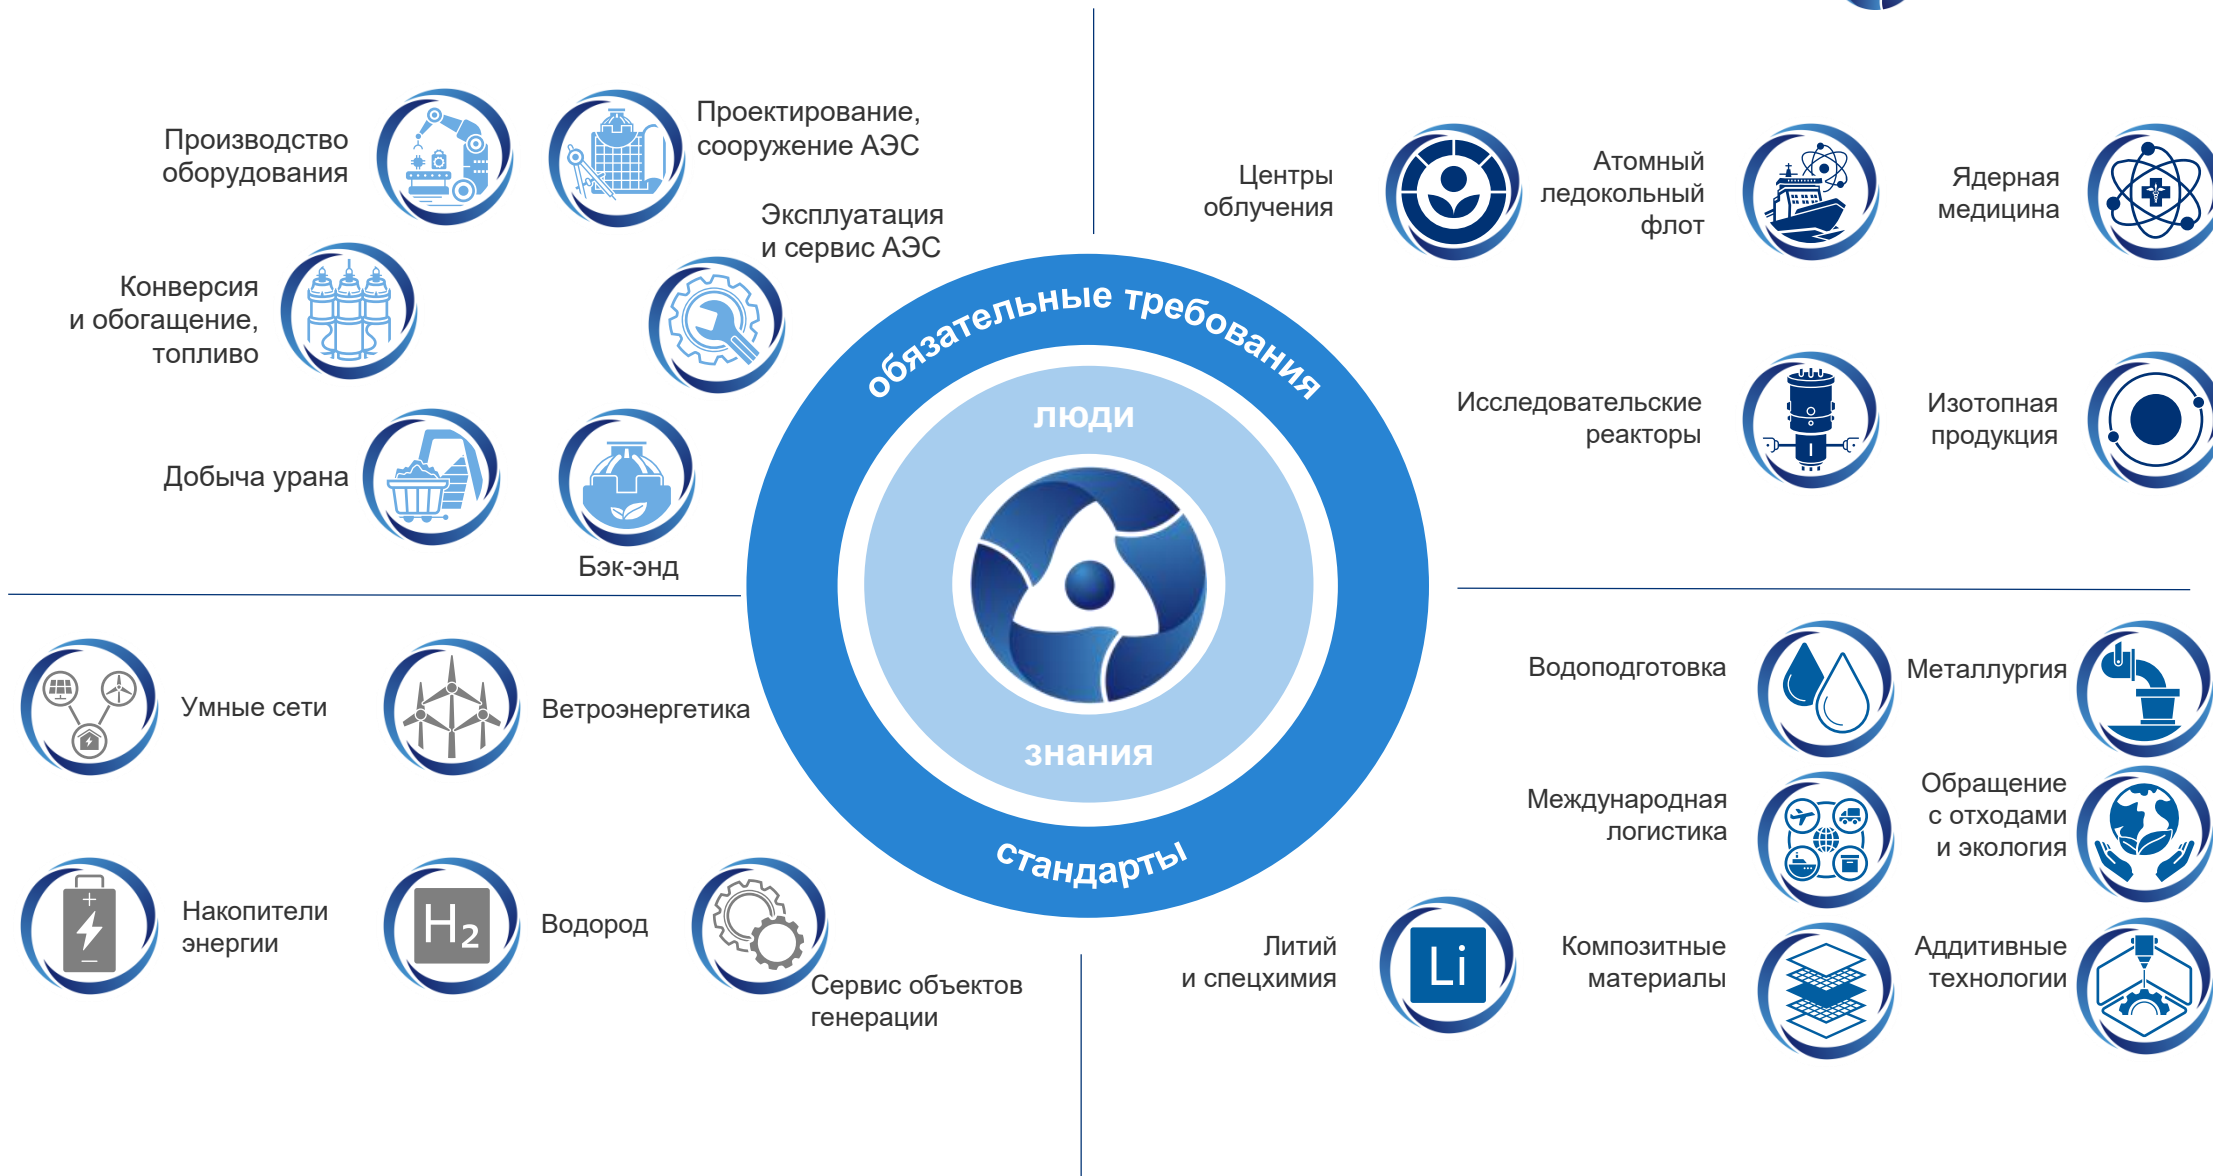 Производство
оборудования
Проектирование,
сооружение АЭС
Эксплуатация
и сервис АЭС
Конверсия
и обогащение,
топливо
Добыча урана
Бэк-энд
Центры
облучения
Атомный
ледокольный
флот
Ядерная
медицина
Исследовательские
реакторы
Изотопная
продукция
обязательные требования
люди
знания
стандарты
Умные сети
Ветроэнергетика
Накопители
энергии
H₂
Водород
Сервис объектов
генерации
Водоподготовка
Металлургия
Международная
логистика
Обращение
с отходами
и экология
Литий
и спецхимия
Li
Композитные
материалы
Аддитивные
технологии